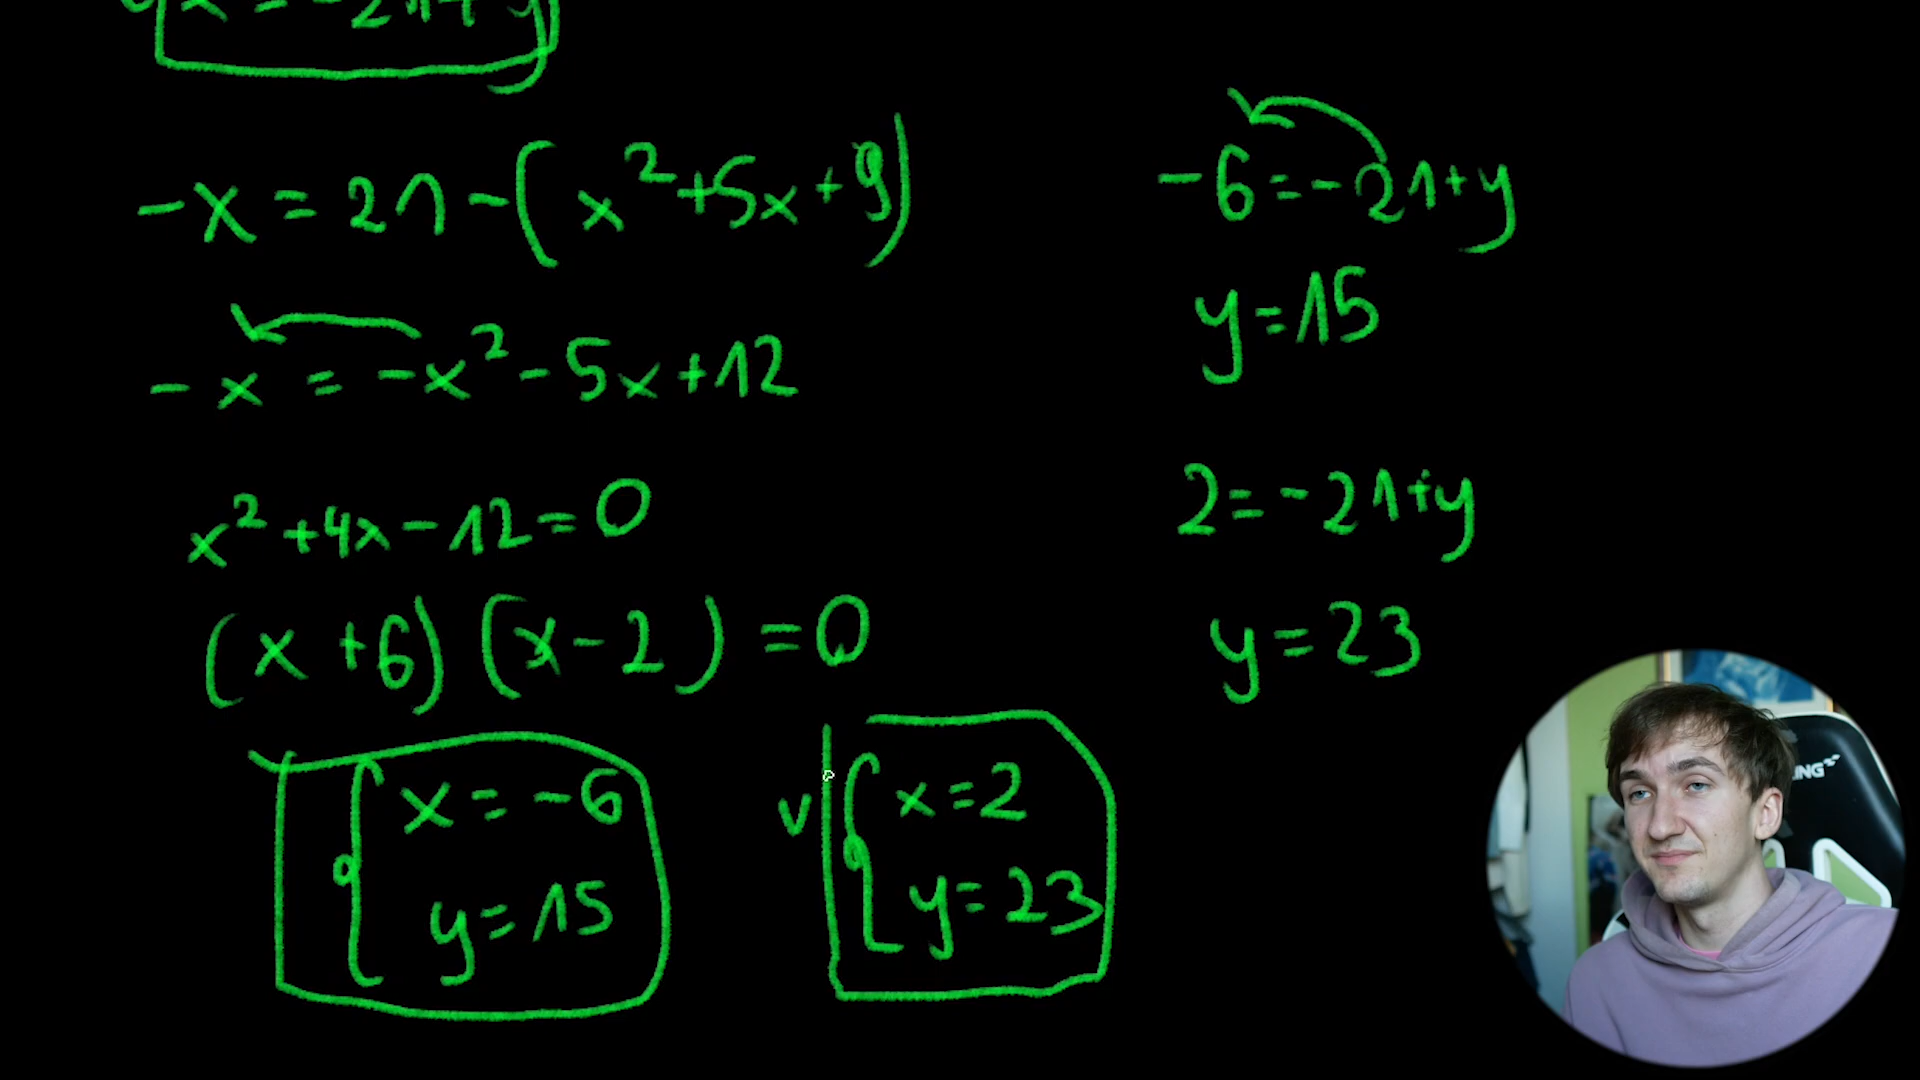 x = -21+y
-x = 21-(x²+5x+9)
-x = -x²-5x+12
x²+4x-12=0
(x+6)(x-2)=0
x=-6
y=15
v
x=2
y=23
-6=-21+y
y=15
2=-21+y
y=23